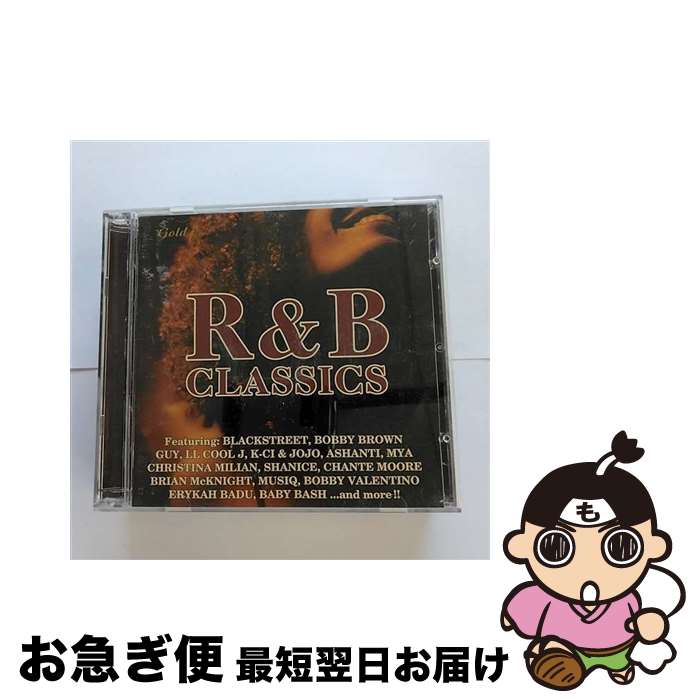 Gold
R&B
CLASSICS
Featuring: BLACKSTREET, BOBBY BROWN
GUY, LL COOL J, K-CI & JOJO, ASHANTI, MYA
CHRISTINA MILIAN, SHANICE, CHANTE MOORE
BRIAN McKNIGHT, MUSIQ, BOBBY VALENTINO
ERYKAH BADU, BABY BASH ...and more!!
も
お急ぎ便 最短翌日お届け